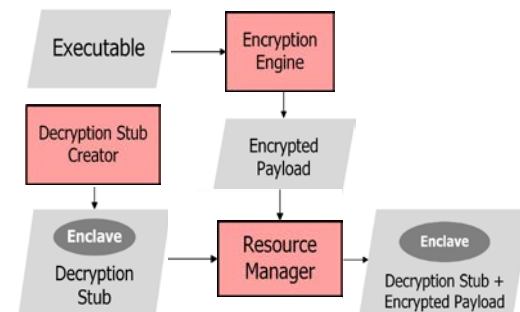 Executable
Encryption
Engine
Decryption Stub
Creator
Encrypted
Payload
Enclave
Decryption
Stub
Resource
Manager
Enclave
Decryption Stub +
Encrypted Payload